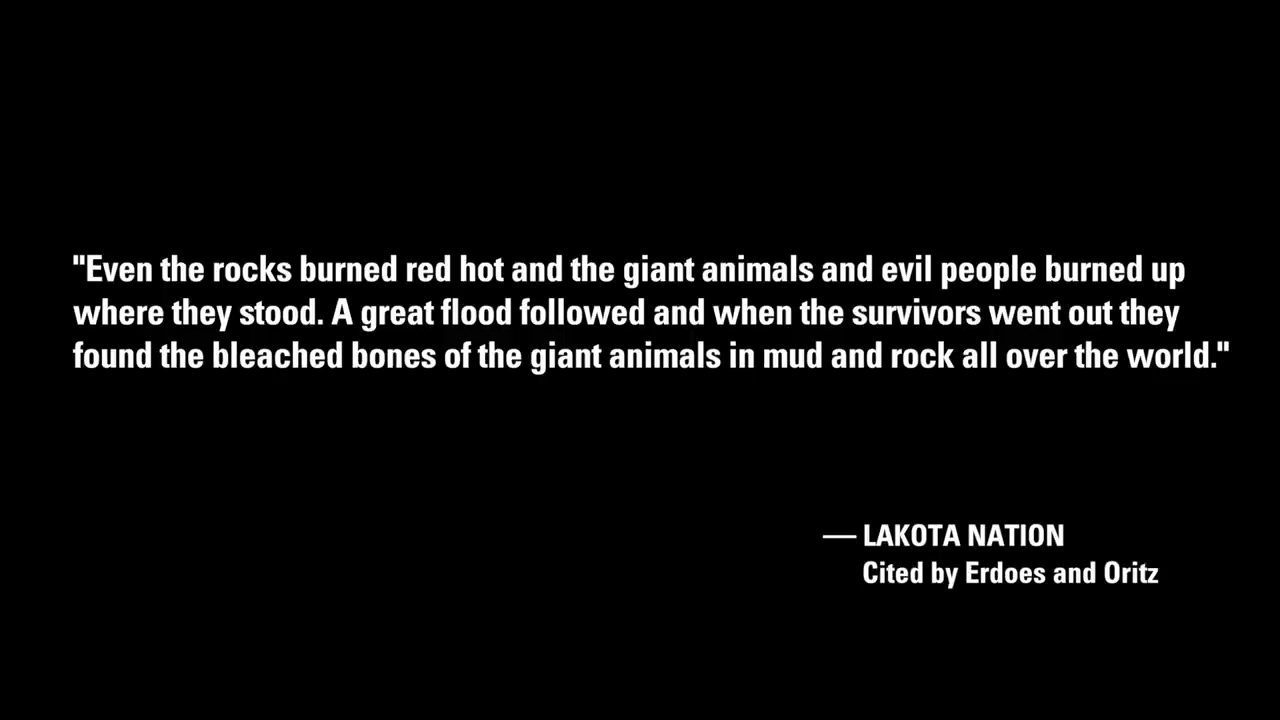 "Even the rocks burned red hot and the giant animals and evil people burned up
where they stood. A great flood followed and when the survivors went out they
found the bleached bones of the giant animals in mud and rock all over the world."
— LAKOTA NATION
Cited by Erdoes and Oritz